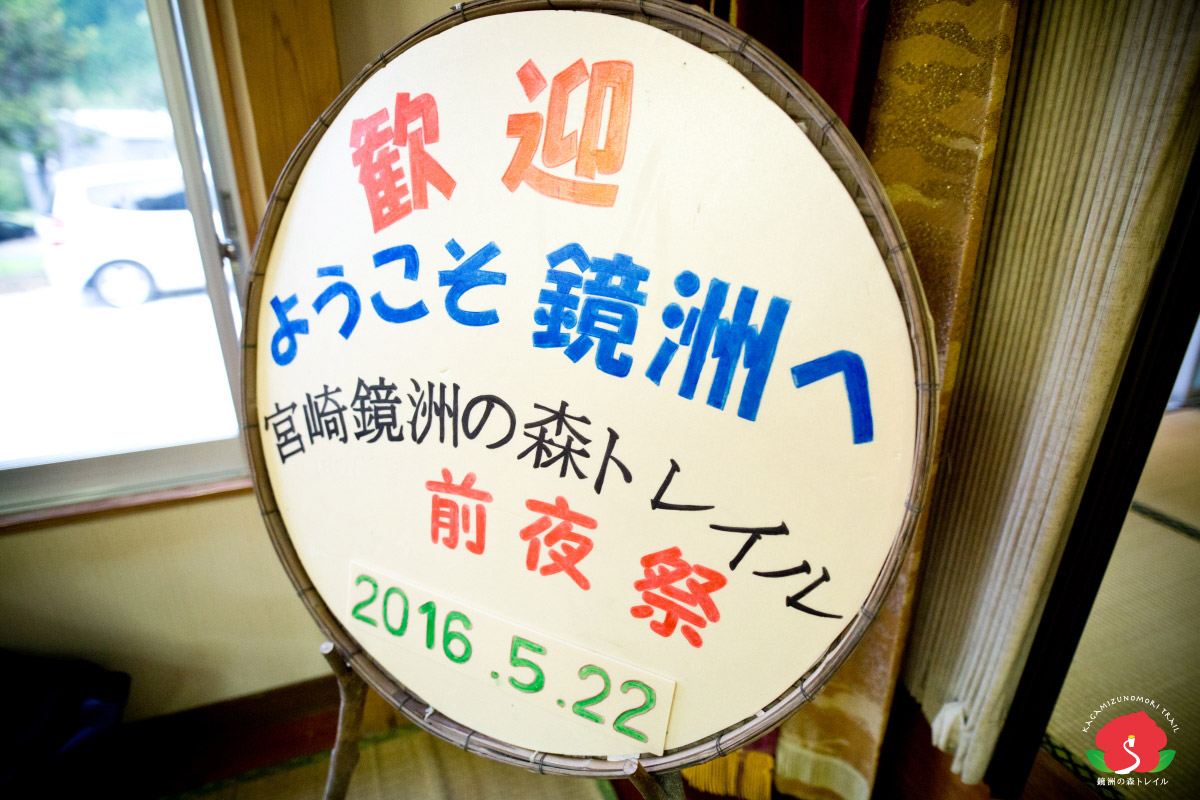 歓迎
ようこそ鏡洲へ
宮崎鏡洲の森トレイル
前夜祭
2016.5.22
KAGAMIZUNOMORI TRAIL
鏡洲の森トレイル